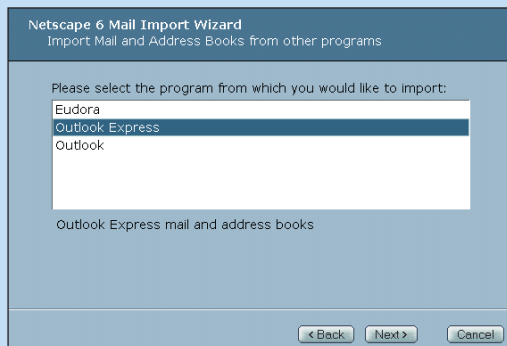 Netscape 6 Mail Import Wizard
Import Mail and Address Books from other programs
Please select the program from which you would like to import:
Eudora
Outlook Express
Outlook
Outlook Express mail and address books
< Back Next > Cancel